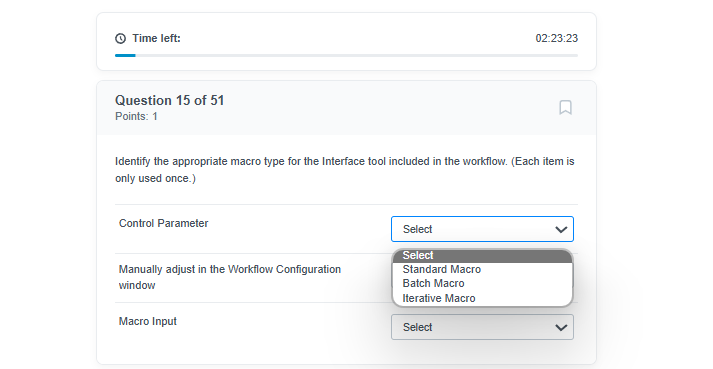 Time left:
02:23:23
Question 15 of 51
Points: 1
Identify the appropriate macro type for the Interface tool included in the workflow. (Each item is
only used once.)
Control Parameter
Select
Select
Standard Macro
Batch Macro
Iterative Macro
Manually adjust in the Workflow Configuration
window
Macro Input
Select